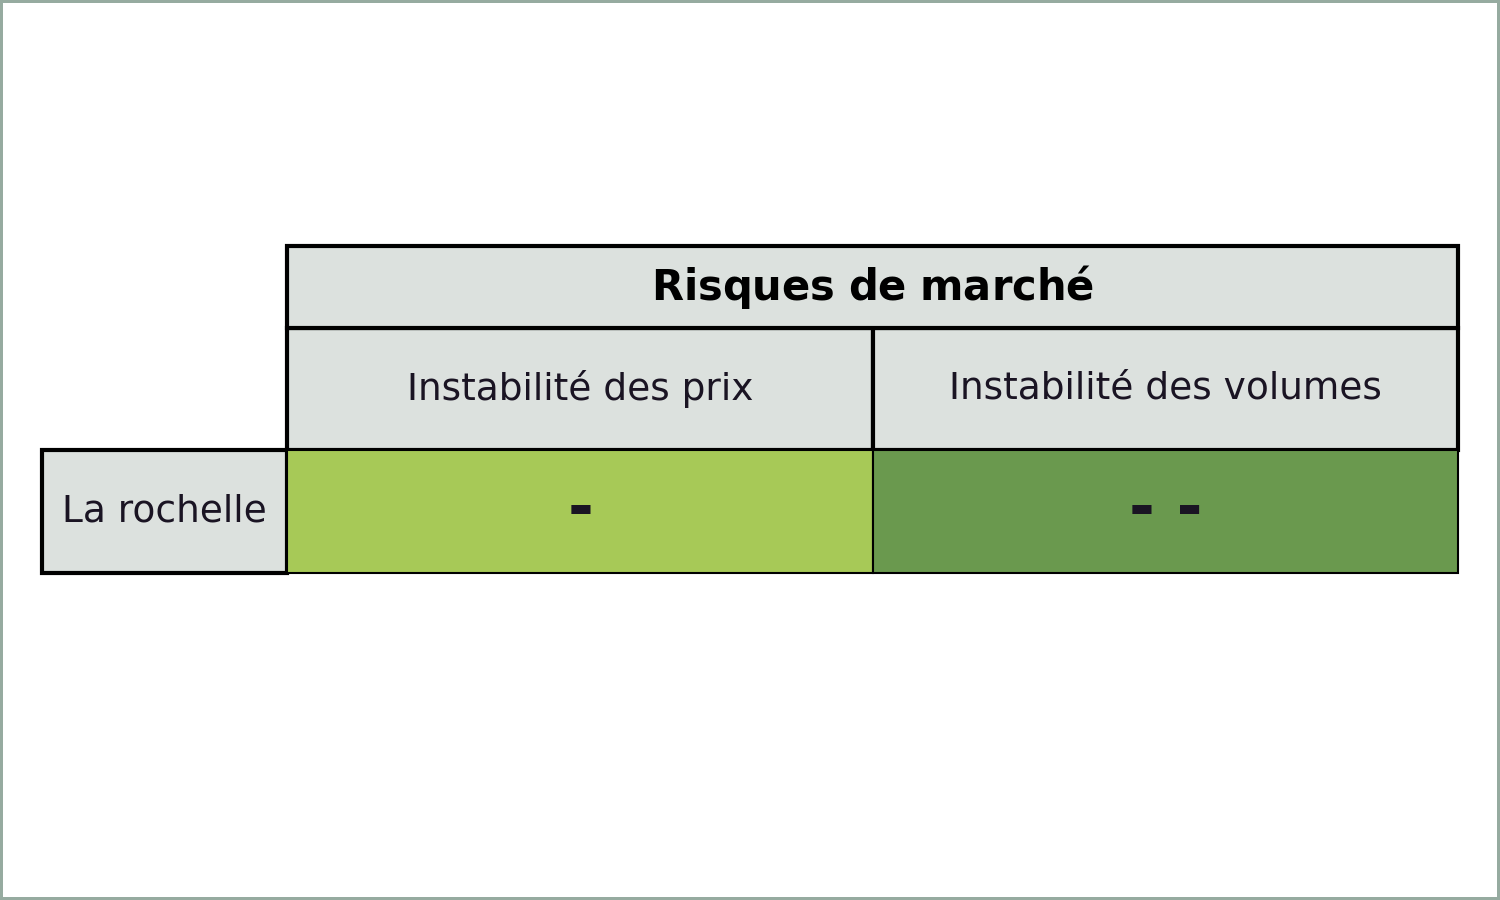 Risques de marché
Instabilité des prix
Instabilité des volumes
La rochelle
-
- -